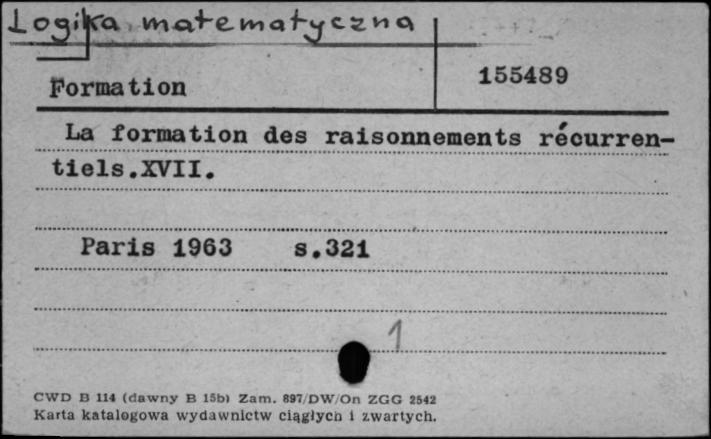 Logika matematyczna
Formation
155489
La formation des raisonnements récurren-
tiels.XVII.
Paris 1963 s.321
1
CWD B 114 (dawny B 15b) Zam. 897/DW/On ZGG 2542
Karta katalogowa wydawnictw ciągłych i zwartych.